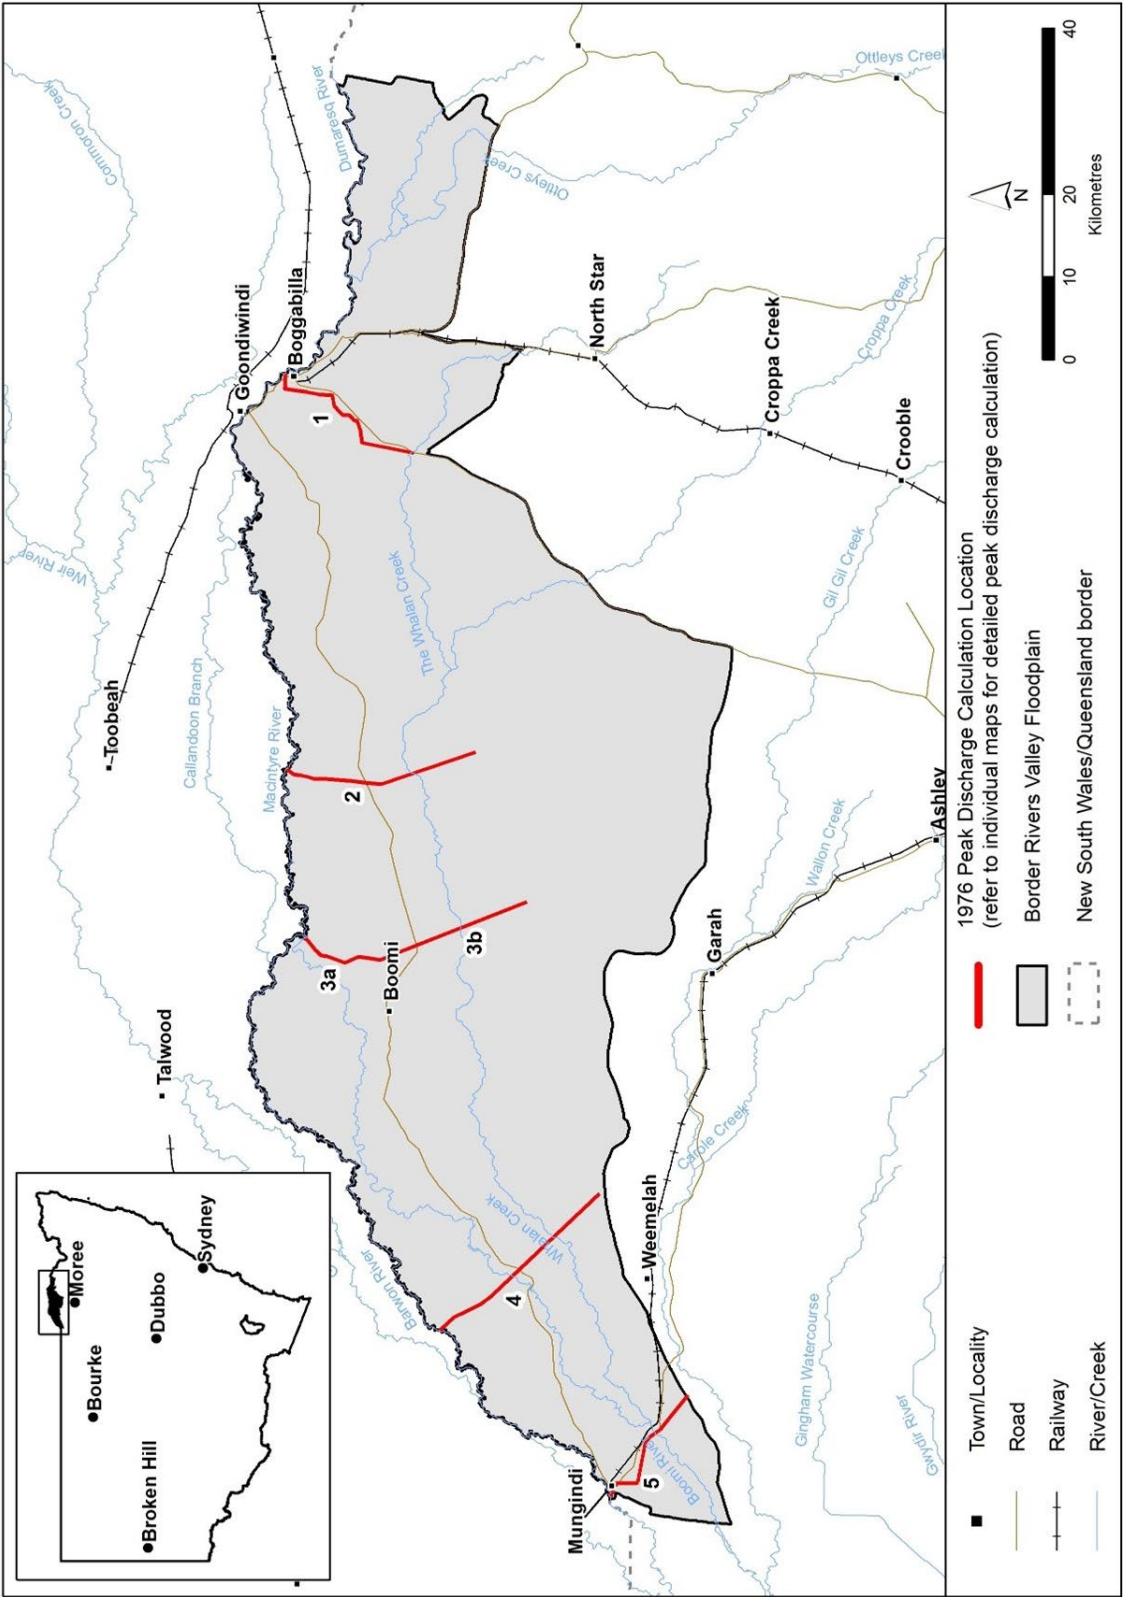 Broken Hill
Bourke
Dubbo
Moree
Sydney
Talwood
Toobeah
Weir River
Commoron Creek
Callandoon Branch
Macintyre River
Goondiwindi
Boggabilla
Dumaresq River
Ottleys Creek
Ottleys Creek
1
2
3a
3b
4
5
Boomi
The Whalan Creek
Whalan Creek
Barwon River
Mungindi
Boomi River
Weemelah
Carole Creek
Garah
Wallon Creek
Ashley
Gil Gil Creek
North Star
Croppa Creek
Croppa Creek
Crooble
Gingham Watercourse
Gwydir River
Town/Locality
Road
Railway
River/Creek
1976 Peak Discharge Calculation Location
(refer to individual maps for detailed peak discharge calculation)
Border Rivers Valley Floodplain
New South Wales/Queensland border
N
0 10 20 40
Kilometres